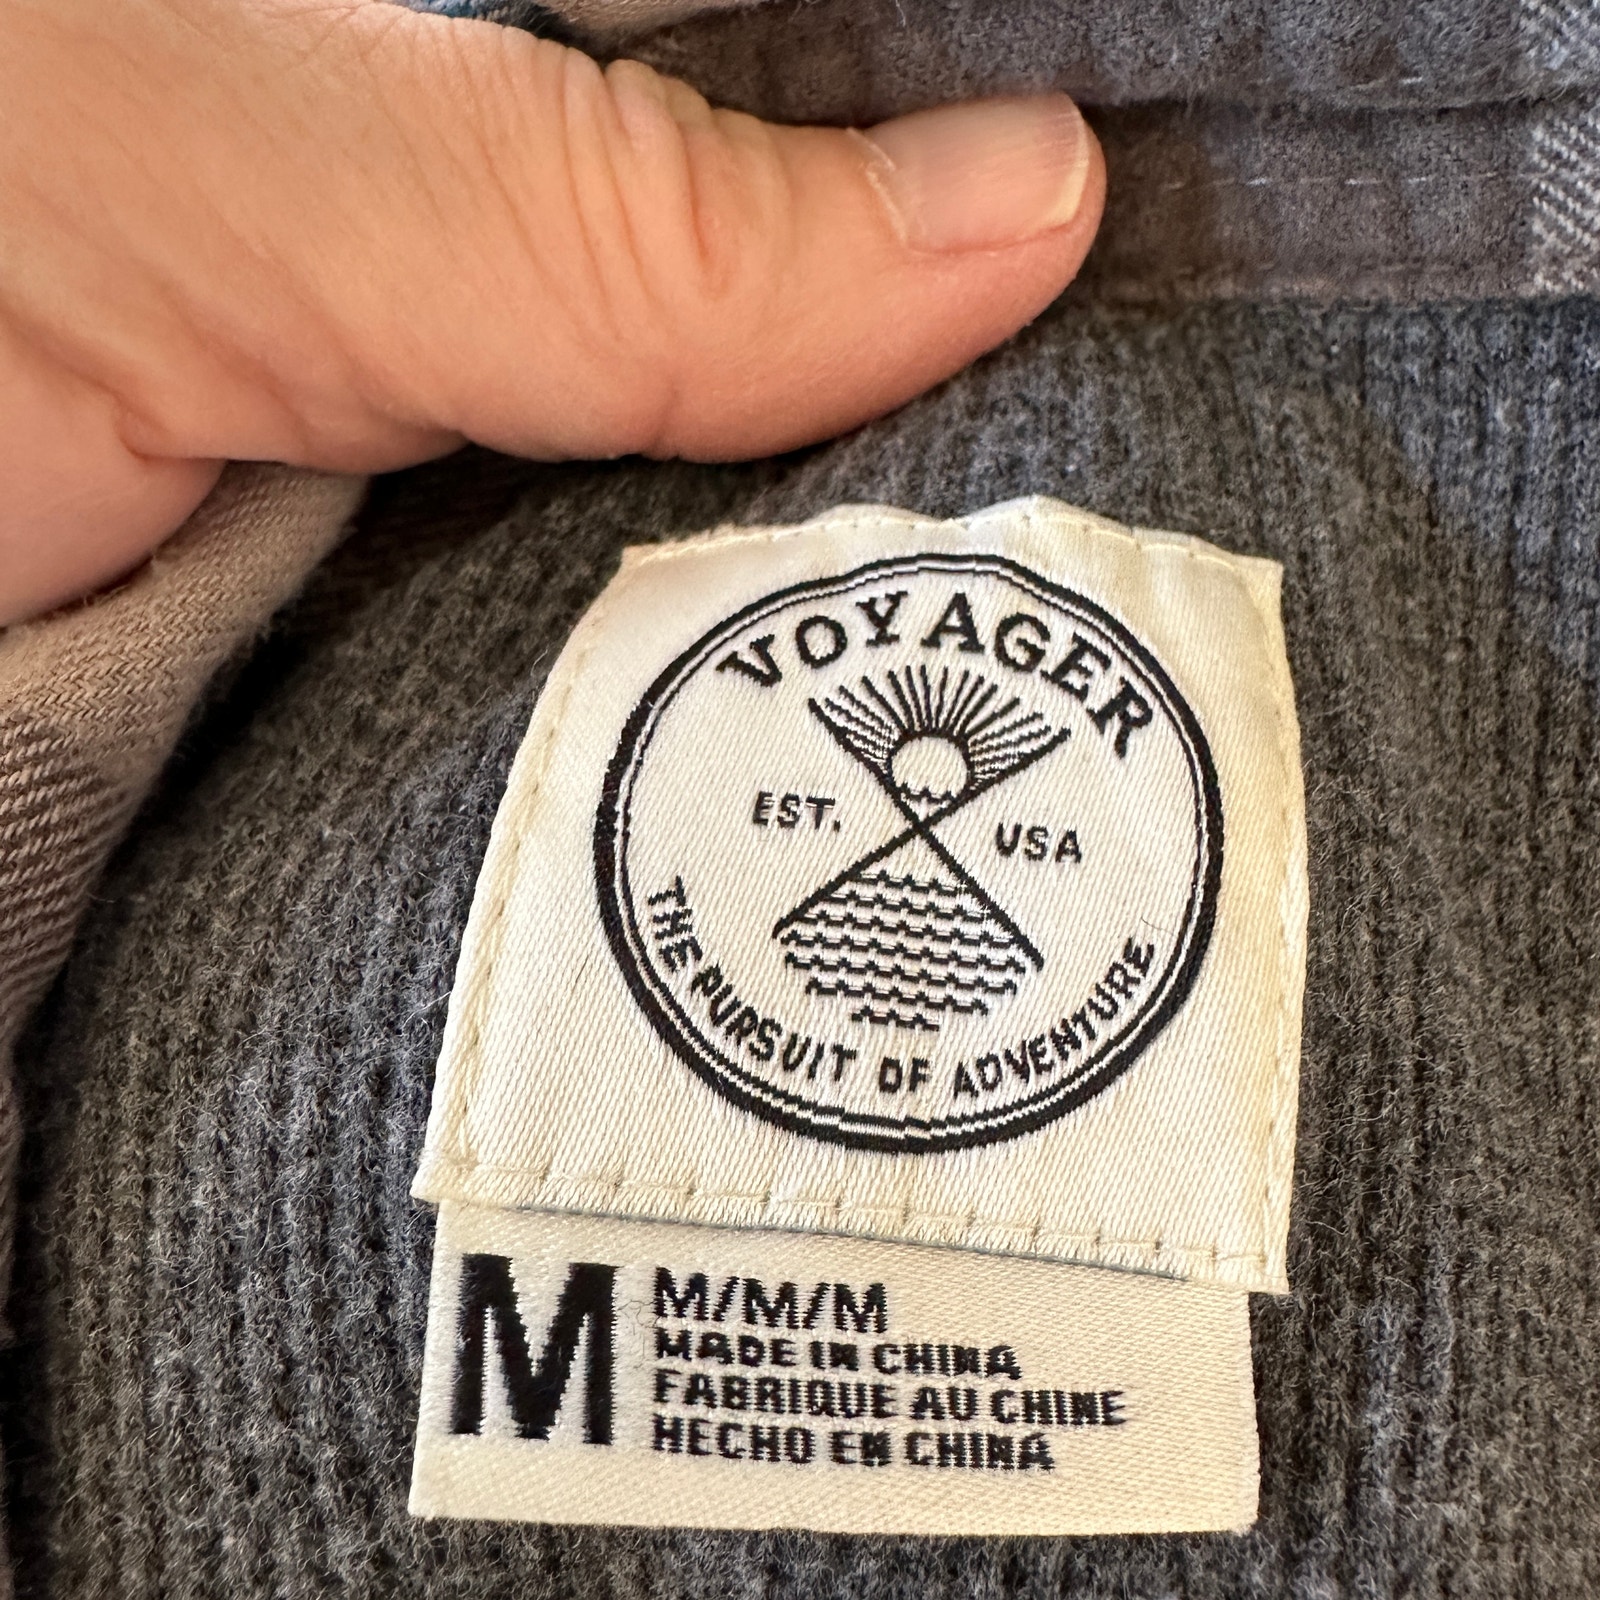 VOYAGER
EST. USA
THE PURSUIT OF ADVENTURE
M
M/M/M
MADE IN CHINA
FABRIQUE AU CHINE
HECHO EN CHINA